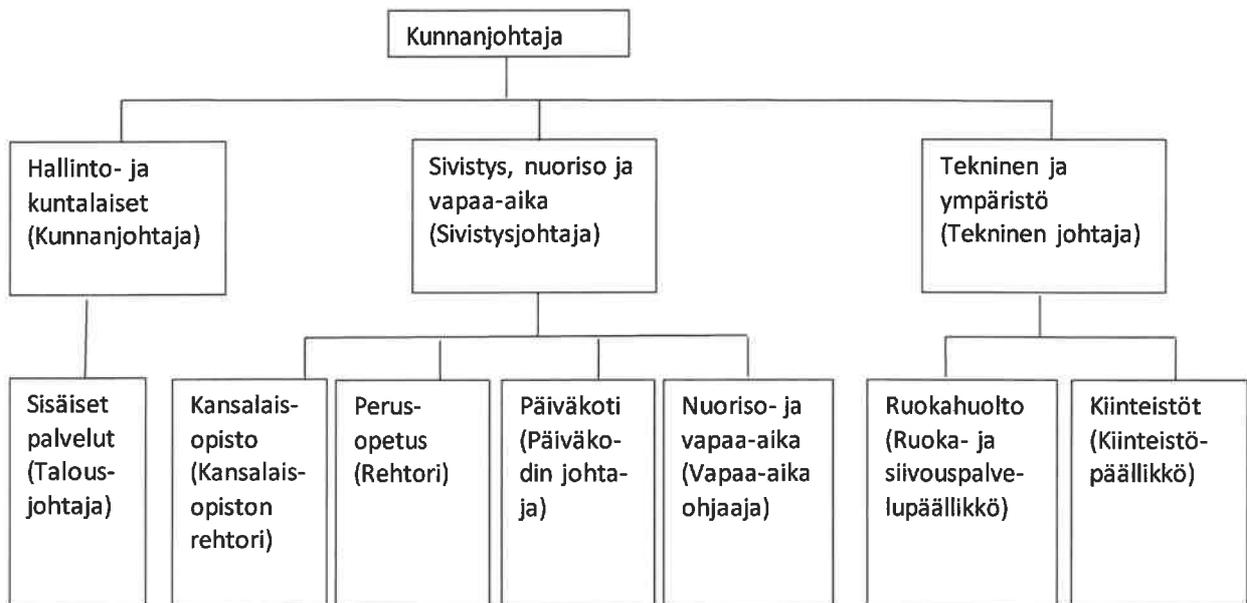 Kunnanjohtaja
Hallinto- ja
kuntalaiset
(Kunnanjohtaja)
Sivistys, nuoriso ja
vapaa-aika
(Sivistysjohtaja)
Tekninen ja
ympäristö
(Tekninen johtaja)
Sisäiset
palvelut
(Talous-
johtaja)
Kansalais-
opisto
(Kansalais-
opiston
rehtori)
Perus-
opetus
(Rehtori)
Päiväkoti
(Päiväko-
din johta-
ja)
Nuoriso- ja
vapaa-aika
(Vapaa-aika
ohjaaja)
Ruokahuolto
(Ruoka- ja
siivouspalve-
lupäällikkö)
Kiinteistöt
(Kiinteistö-
päällikkö)